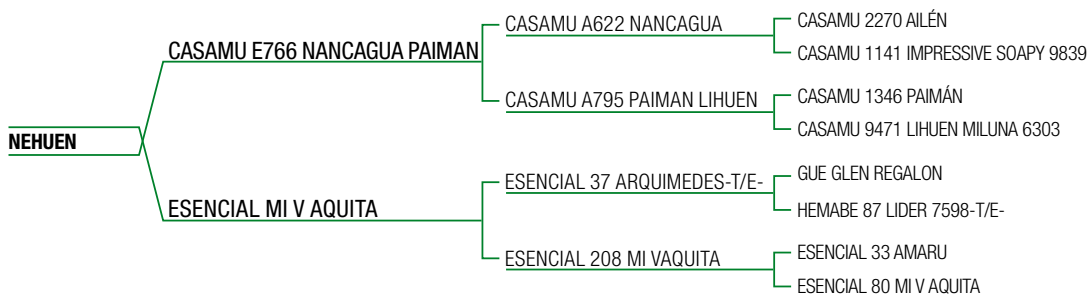 CASAMU 2270 AILÉN
CASAMU A622 NANCAGUA
CASAMU E766 NANCAGUA PAIMAN
CASAMU 1141 IMPRESSIVE SOAPY 9839
CASAMU 1346 PAIMÁN
CASAMU A795 PAIMAN LIHUEN
CASAMU 9471 LIHUEN MILUNA 6303
NEHUEN
GUE GLEN REGALON
ESENCIAL 37 ARQUIMEDES-T/E-
HEMABE 87 LIDER 7598-T/E-
ESENCIAL MI V AQUITA
ESENCIAL 33 AMARU
ESENCIAL 208 MI VAQUITA
ESENCIAL 80 MI V AQUITA